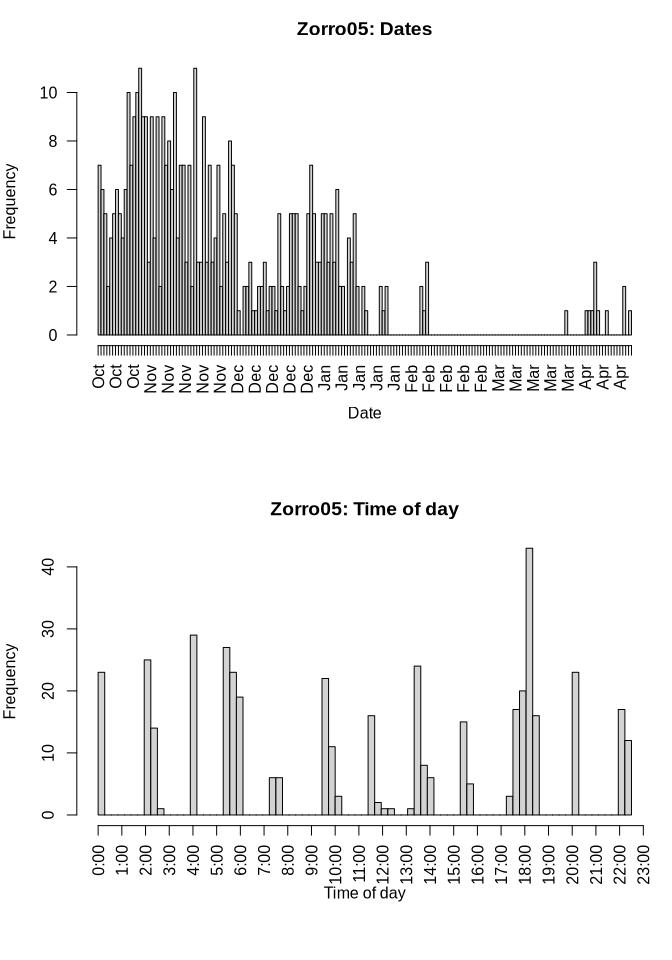 Zorro05: Dates
Frequency
10
8
6
4
2
0
Oct Oct Oct Nov Nov Nov Nov Nov Dec Dec Dec Dec Dec Jan Jan Jan Jan Jan Feb Feb Feb Feb Feb Mar Mar Mar Mar Mar Apr Apr Apr
Date
Zorro05: Time of day
Frequency
40
30
20
10
0
0:00 1:00 2:00 3:00 4:00 5:00 6:00 7:00 8:00 9:00 10:00 11:00 12:00 13:00 14:00 15:00 16:00 17:00 18:00 19:00 20:00 21:00 22:00 23:00
Time of day